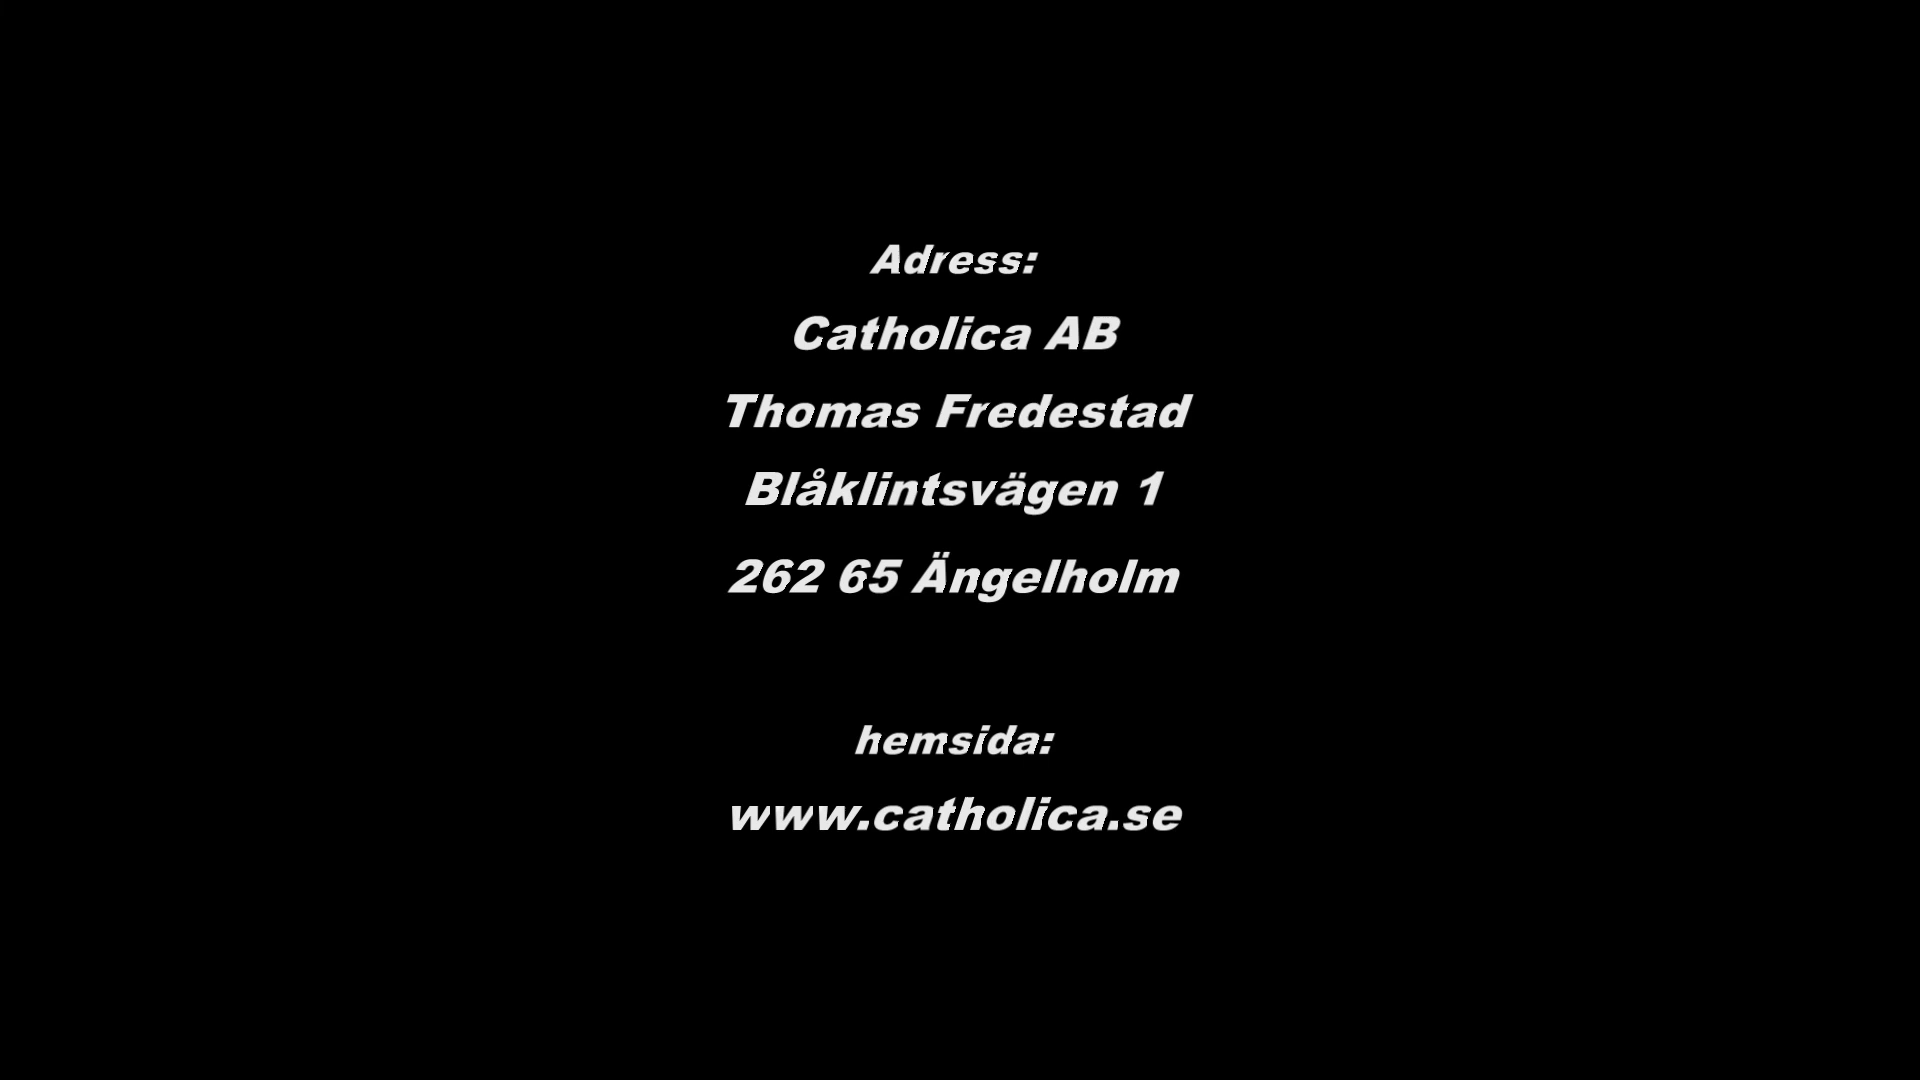 Adress:
Catholica AB
Thomas Fredestad
Blåklintsvägen 1
262 65 Ängelholm
hemsida:
www.catholica.se